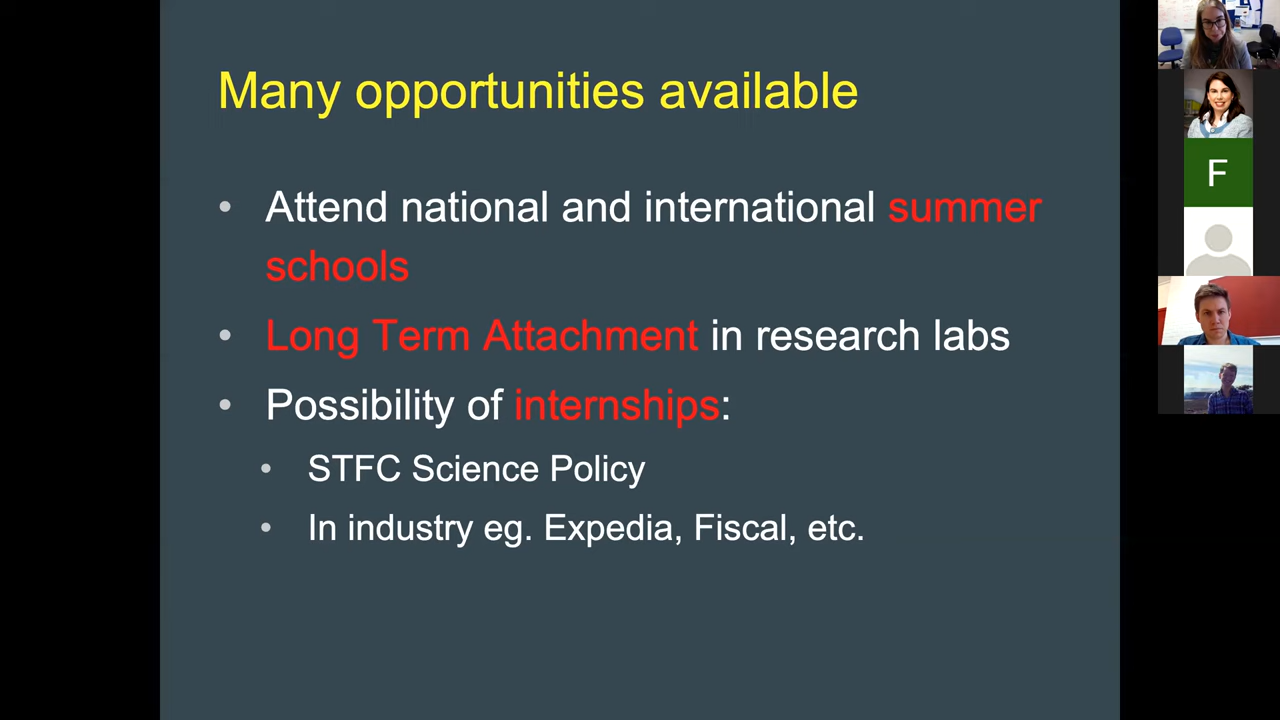 Many opportunities available
• Attend national and international summer
schools
• Long Term Attachment in research labs
• Possibility of internships:
• STFC Science Policy
• In industry eg. Expedia, Fiscal, etc.
F